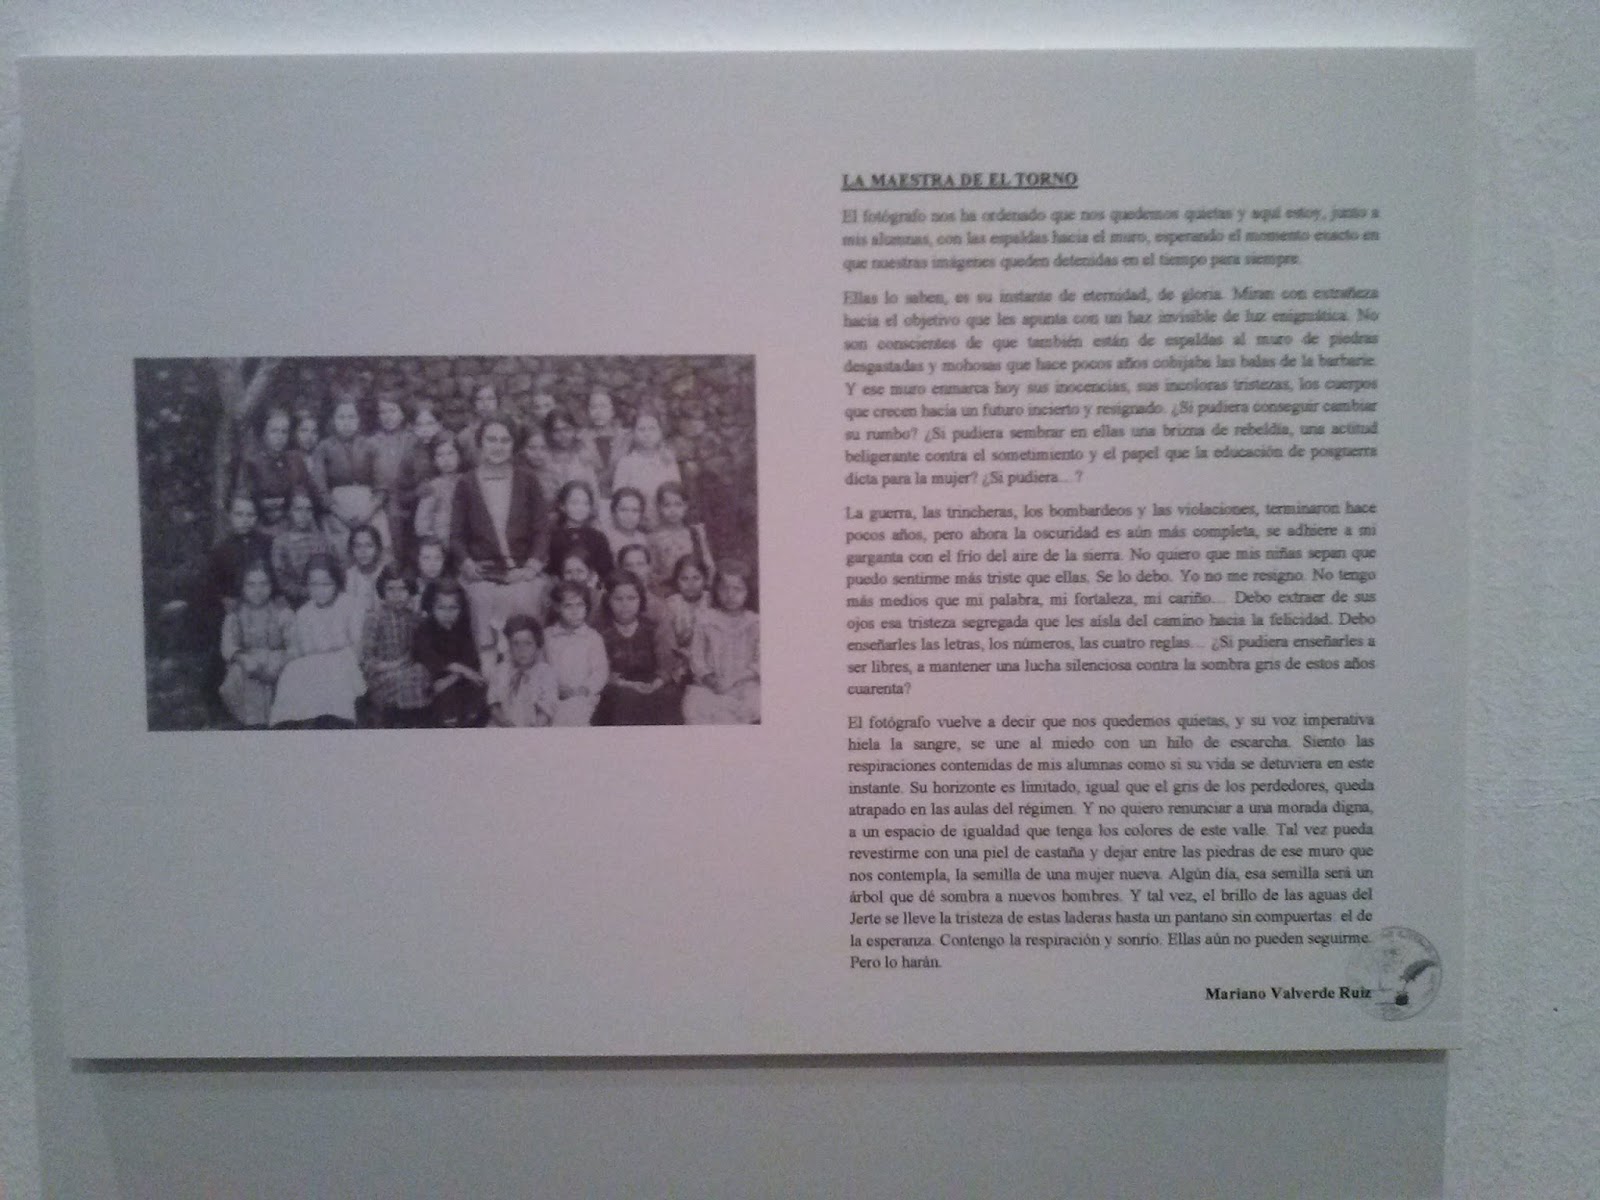 LA MAESTRA DE EL TORNO
El fotógrafo nos ha ordenado que nos quedemos quietas y aquí estoy, junto a
mis alumnas, con las espaldas hacia el muro, esperando el momento exacto en
que nuestras imágenes queden detenidas en el tiempo para siempre.
Ellas lo saben, es su instante de eternidad, de gloria. Miran con extrañeza
hacia el objetivo que les apunta con un haz invisible de luz enigmática. No
son conscientes de que también están de espaldas al muro de piedras
desgastadas y mohosas que hace pocos años cobijaba las balas de la barbarie.
Y ese muro enmarca hoy sus inocencias, sus incoloras tristezas, los cuerpos
que crecen hacia un futuro incierto y resignado. ¿Si pudiera conseguir cambiar
su rumbo? ¿Si pudiera sembrar en ellas una brizna de rebeldía, una actitud
beligerante contra el sometimiento y el papel que la educación de posguerra
dicta para la mujer? ¿Si pudiera…?
La guerra, las trincheras, los bombardeos y las violaciones, terminaron hace
pocos años, pero ahora la oscuridad es aún más completa, se adhiere a mi
garganta con el frío del aire de la sierra. No quiero que mis niñas sepan que
puedo sentirme más triste que ellas. Se lo debo. Yo no me resigno. No tengo
más medios que mi palabra, mi fortaleza, mi cariño… Debo extraer de sus
ojos esa tristeza segregada que les aísla del camino hacia la felicidad. Debo
enseñarles las letras, los números, las cuatro reglas… ¿Si pudiera enseñarles a
ser libres, a mantener una lucha silenciosa contra la sombra gris de estos años
cuarenta?
El fotógrafo vuelve a decir que nos quedemos quietas, y su voz imperativa
hiela la sangre, se une al miedo con un hilo de escarcha. Siento las
respiraciones contenidas de mis alumnas como si su vida se detuviera en este
instante. Su horizonte es limitado, igual que el gris de los perdedores, queda
atrapado en las aulas del régimen. Y no quiero renunciar a una morada digna,
a un espacio de igualdad que tenga los colores de este valle. Tal vez pueda
revestirme con una piel de castaña y dejar entre las piedras de ese muro que
nos contempla, la semilla de una mujer nueva. Algún día, esa semilla será un
árbol que dé sombra a nuevos hombres. Y tal vez, el brillo de las aguas del
Jerte se lleve la tristeza de estas laderas hasta un pantano sin compuertas: el de
la esperanza. Contengo la respiración y sonrío. Ellas aún no pueden seguirme.
Pero lo harán.
Mariano Valverde Ruiz